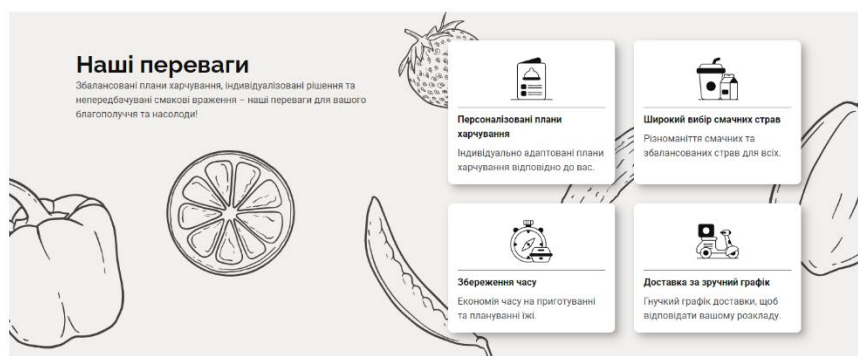 Наші переваги
Збалансовані плани харчування, індивідуалізовані рішення та
непередбачувані смакові враження – наші переваги для вашого
благополуччя та насолоди!
Персоналізовані плани
харчування
Індивідуально адаптовані плани
харчування відповідно до вас.
Широкий вибір смачних страв
Різноманіття смачних та
збалансованих страв для всіх.
Збереження часу
Економія часу на приготуванні
та плануванні їжі.
Доставка за зручний графік
Гнучкий графік доставки, щоб
відповідати вашому розкладу.